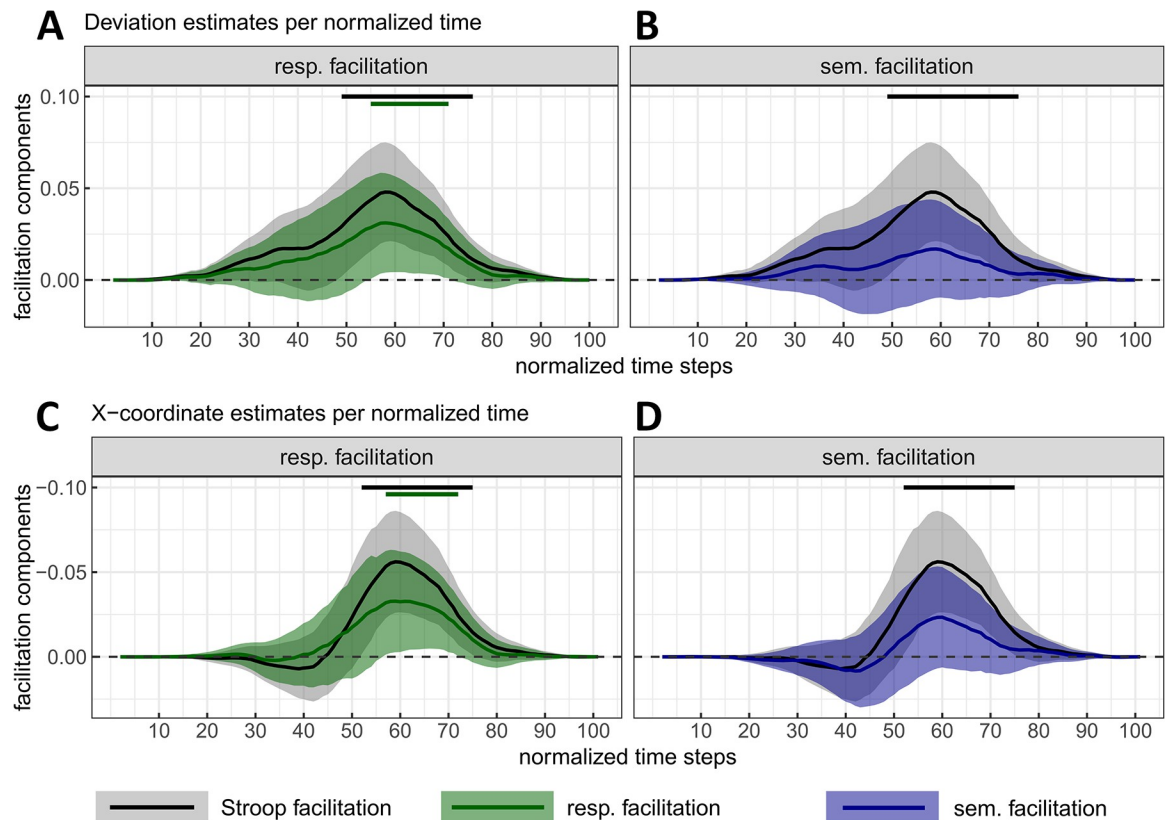 A Deviation estimates per normalized time B
resp. facilitation sem. facilitation
facilitation components
0.10
0.05
0.00
10 20 30 40 50 60 70 80 90 100 10 20 30 40 50 60 70 80 90 100
normalized time steps
C X−coordinate estimates per normalized time D
resp. facilitation sem. facilitation
facilitation components
−0.10
−0.05
0.00
10 20 30 40 50 60 70 80 90 100 10 20 30 40 50 60 70 80 90 100
normalized time steps
Stroop facilitation resp. facilitation sem. facilitation